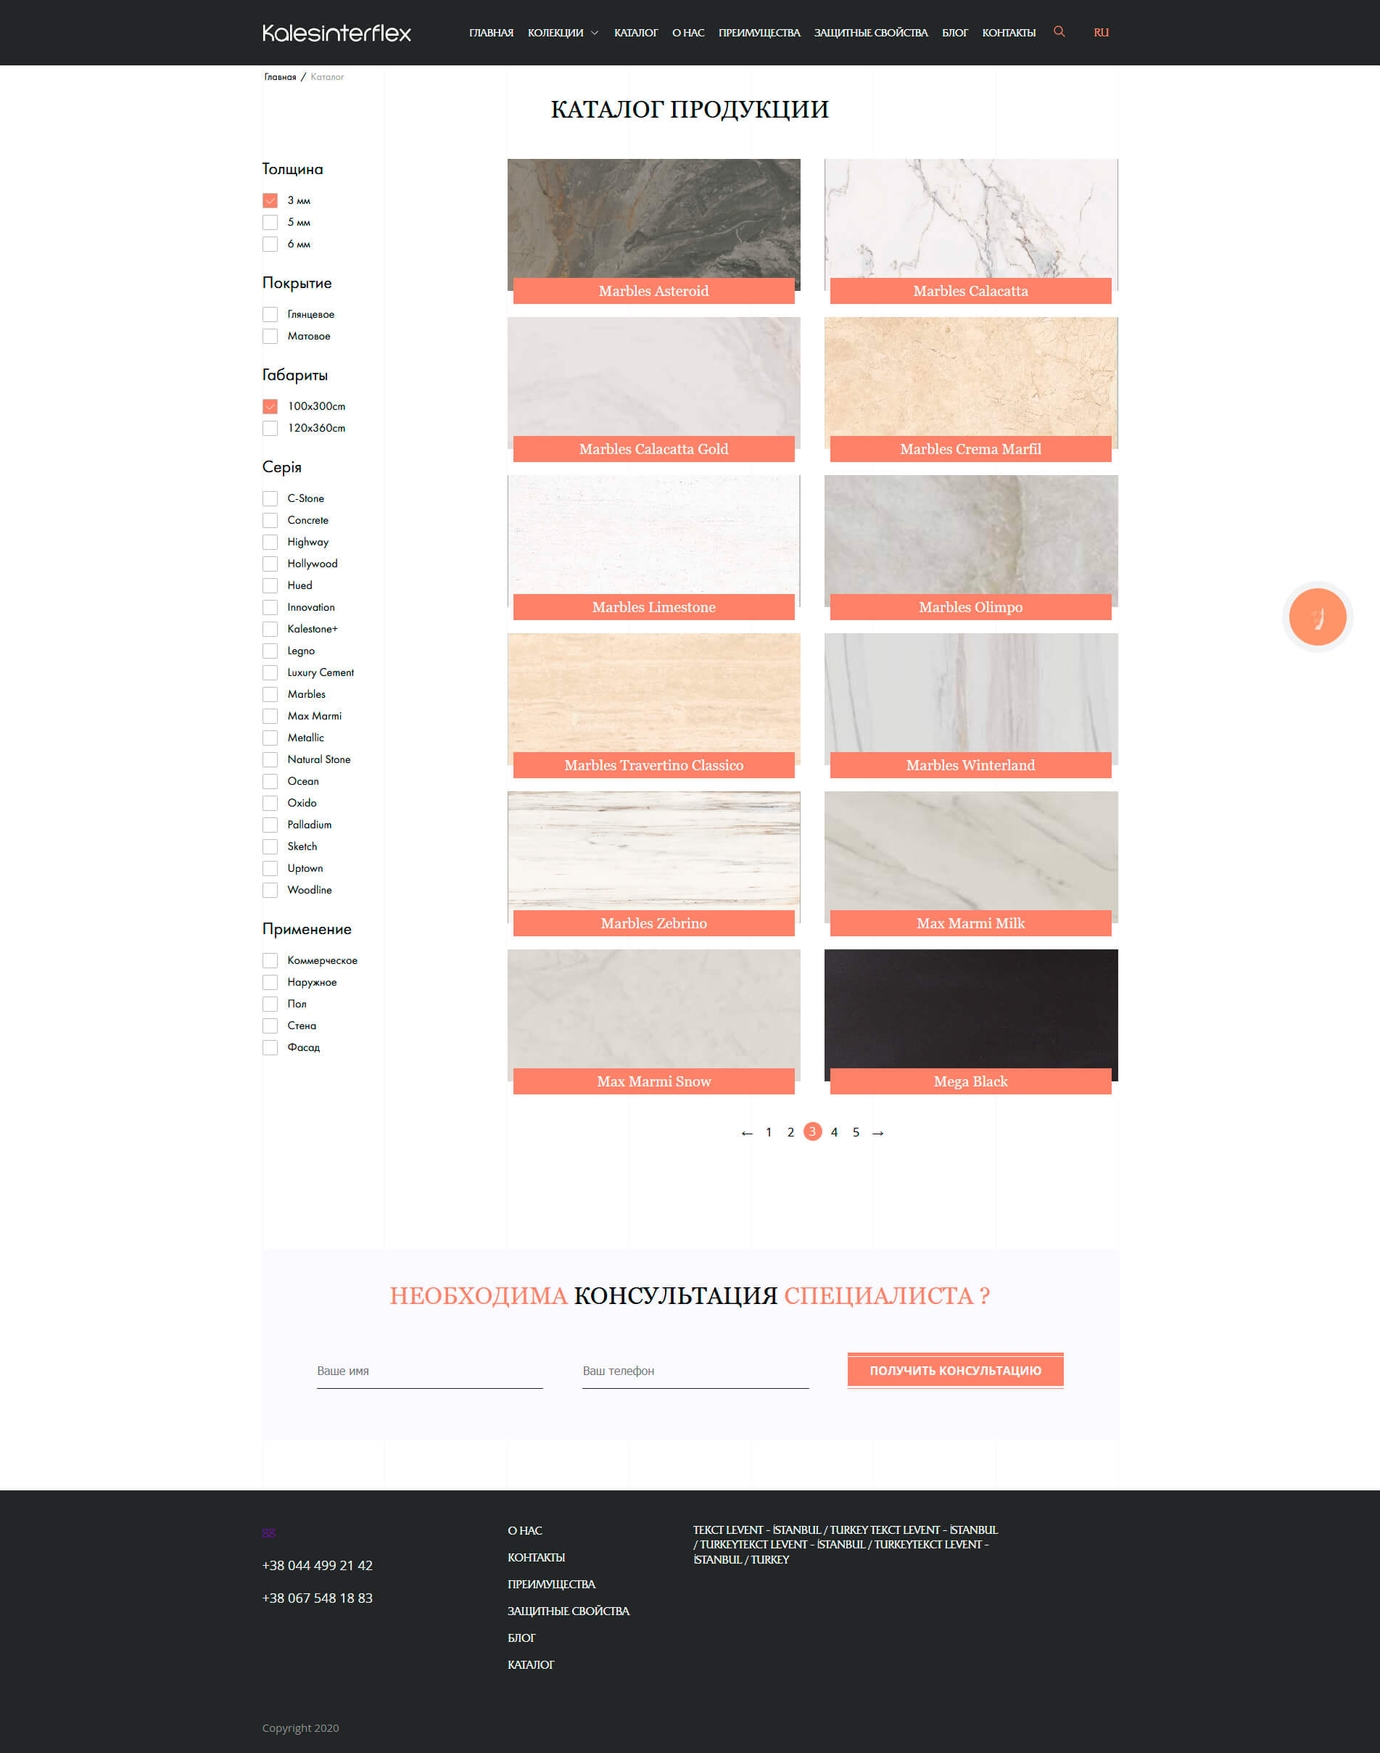 Kalesinterflex
ГЛАВНАЯ КОЛЕКЦИИ КАТАЛОГ О НАС ПРЕИМУЩЕСТВА ЗАЩИТНЫЕ СВОЙСТВА БЛОГ КОНТАКТЫ RU
Главная / Каталог
КАТАЛОГ ПРОДУКЦИИ
Толщина
3 мм
5 мм
6 мм
Покрытие
Глянцевое
Матовое
Габариты
100x300cm
120x360cm
Серія
C-Stone
Concrete
Highway
Hollywood
Hued
Innovation
Kalestone+
Legno
Luxury Cement
Marbles
Max Marmi
Metallic
Natural Stone
Ocean
Oxido
Palladium
Sketch
Uptown
Woodline
Применение
Коммерческое
Наружное
Пол
Стена
Фасад
Marbles Asteroid
Marbles Calacatta
Marbles Calacatta Gold
Marbles Crema Marfil
Marbles Limestone
Marbles Olimpo
Marbles Travertino Classico
Marbles Winterland
Marbles Zebrino
Max Marmi Milk
Max Marmi Snow
Mega Black
← 1 2 3 4 5 →
НЕОБХОДИМА КОНСУЛЬТАЦИЯ СПЕЦИАЛИСТА ?
Ваше имя
Ваш телефон
ПОЛУЧИТЬ КОНСУЛЬТАЦИЮ
+38 044 499 21 42
+38 067 548 18 83
О НАС
КОНТАКТЫ
ПРЕИМУЩЕСТВА
ЗАЩИТНЫЕ СВОЙСТВА
БЛОГ
КАТАЛОГ
ТЕКСТ LEVENT - İSTANBUL / TURKEY ТЕКСТ LEVENT - İSTANBUL
/ TURKEYТЕКСТ LEVENT - İSTANBUL / TURKEYТЕКСТ LEVENT -
İSTANBUL / TURKEY
Copyright 2020